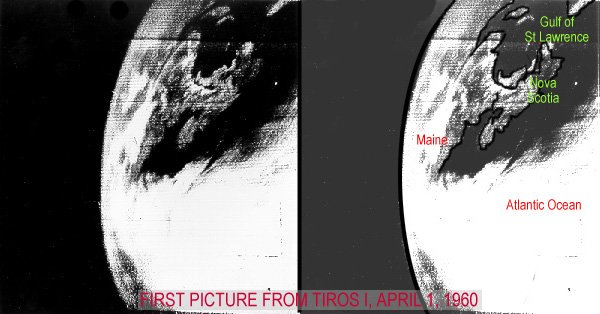 Gulf of
St Lawrence
Nova
Scotia
Maine
Atlantic Ocean
FIRST PICTURE FROM TIROS I, APRIL 1, 1960